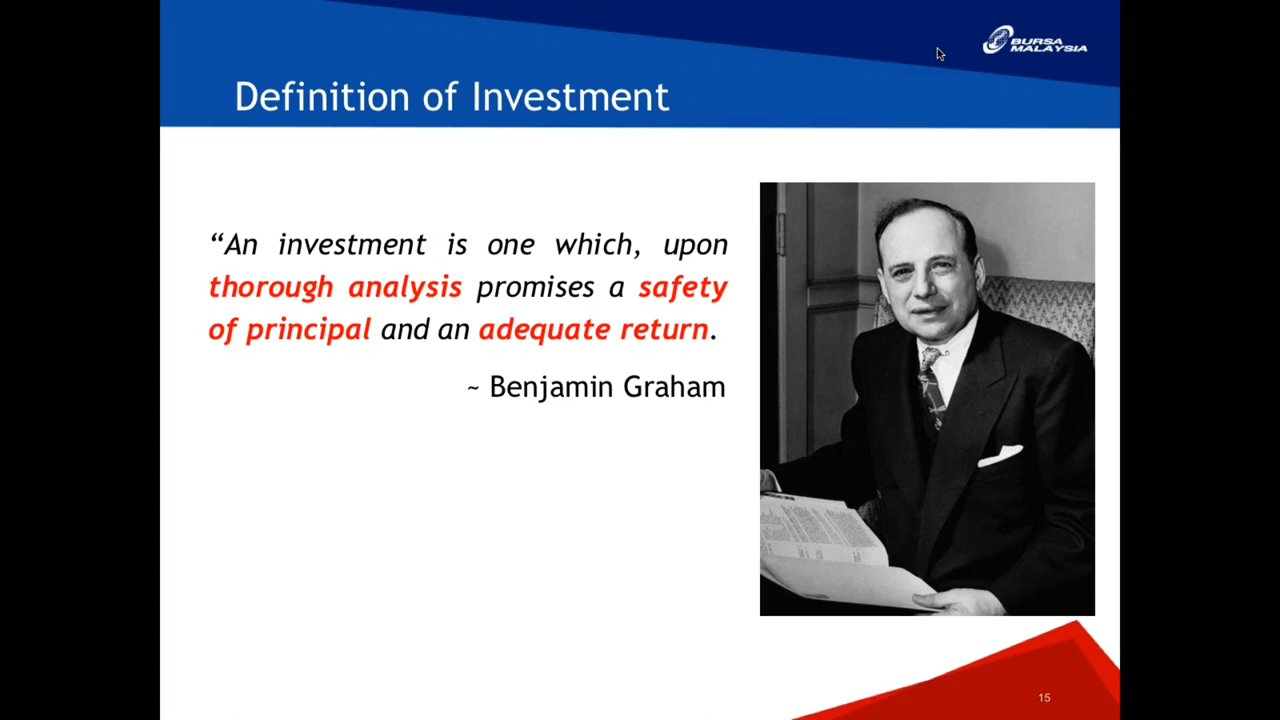 BURSA
MALAYSIA
Definition of Investment
“An investment is one which, upon
thorough analysis promises a safety
of principal and an adequate return.
~ Benjamin Graham
15